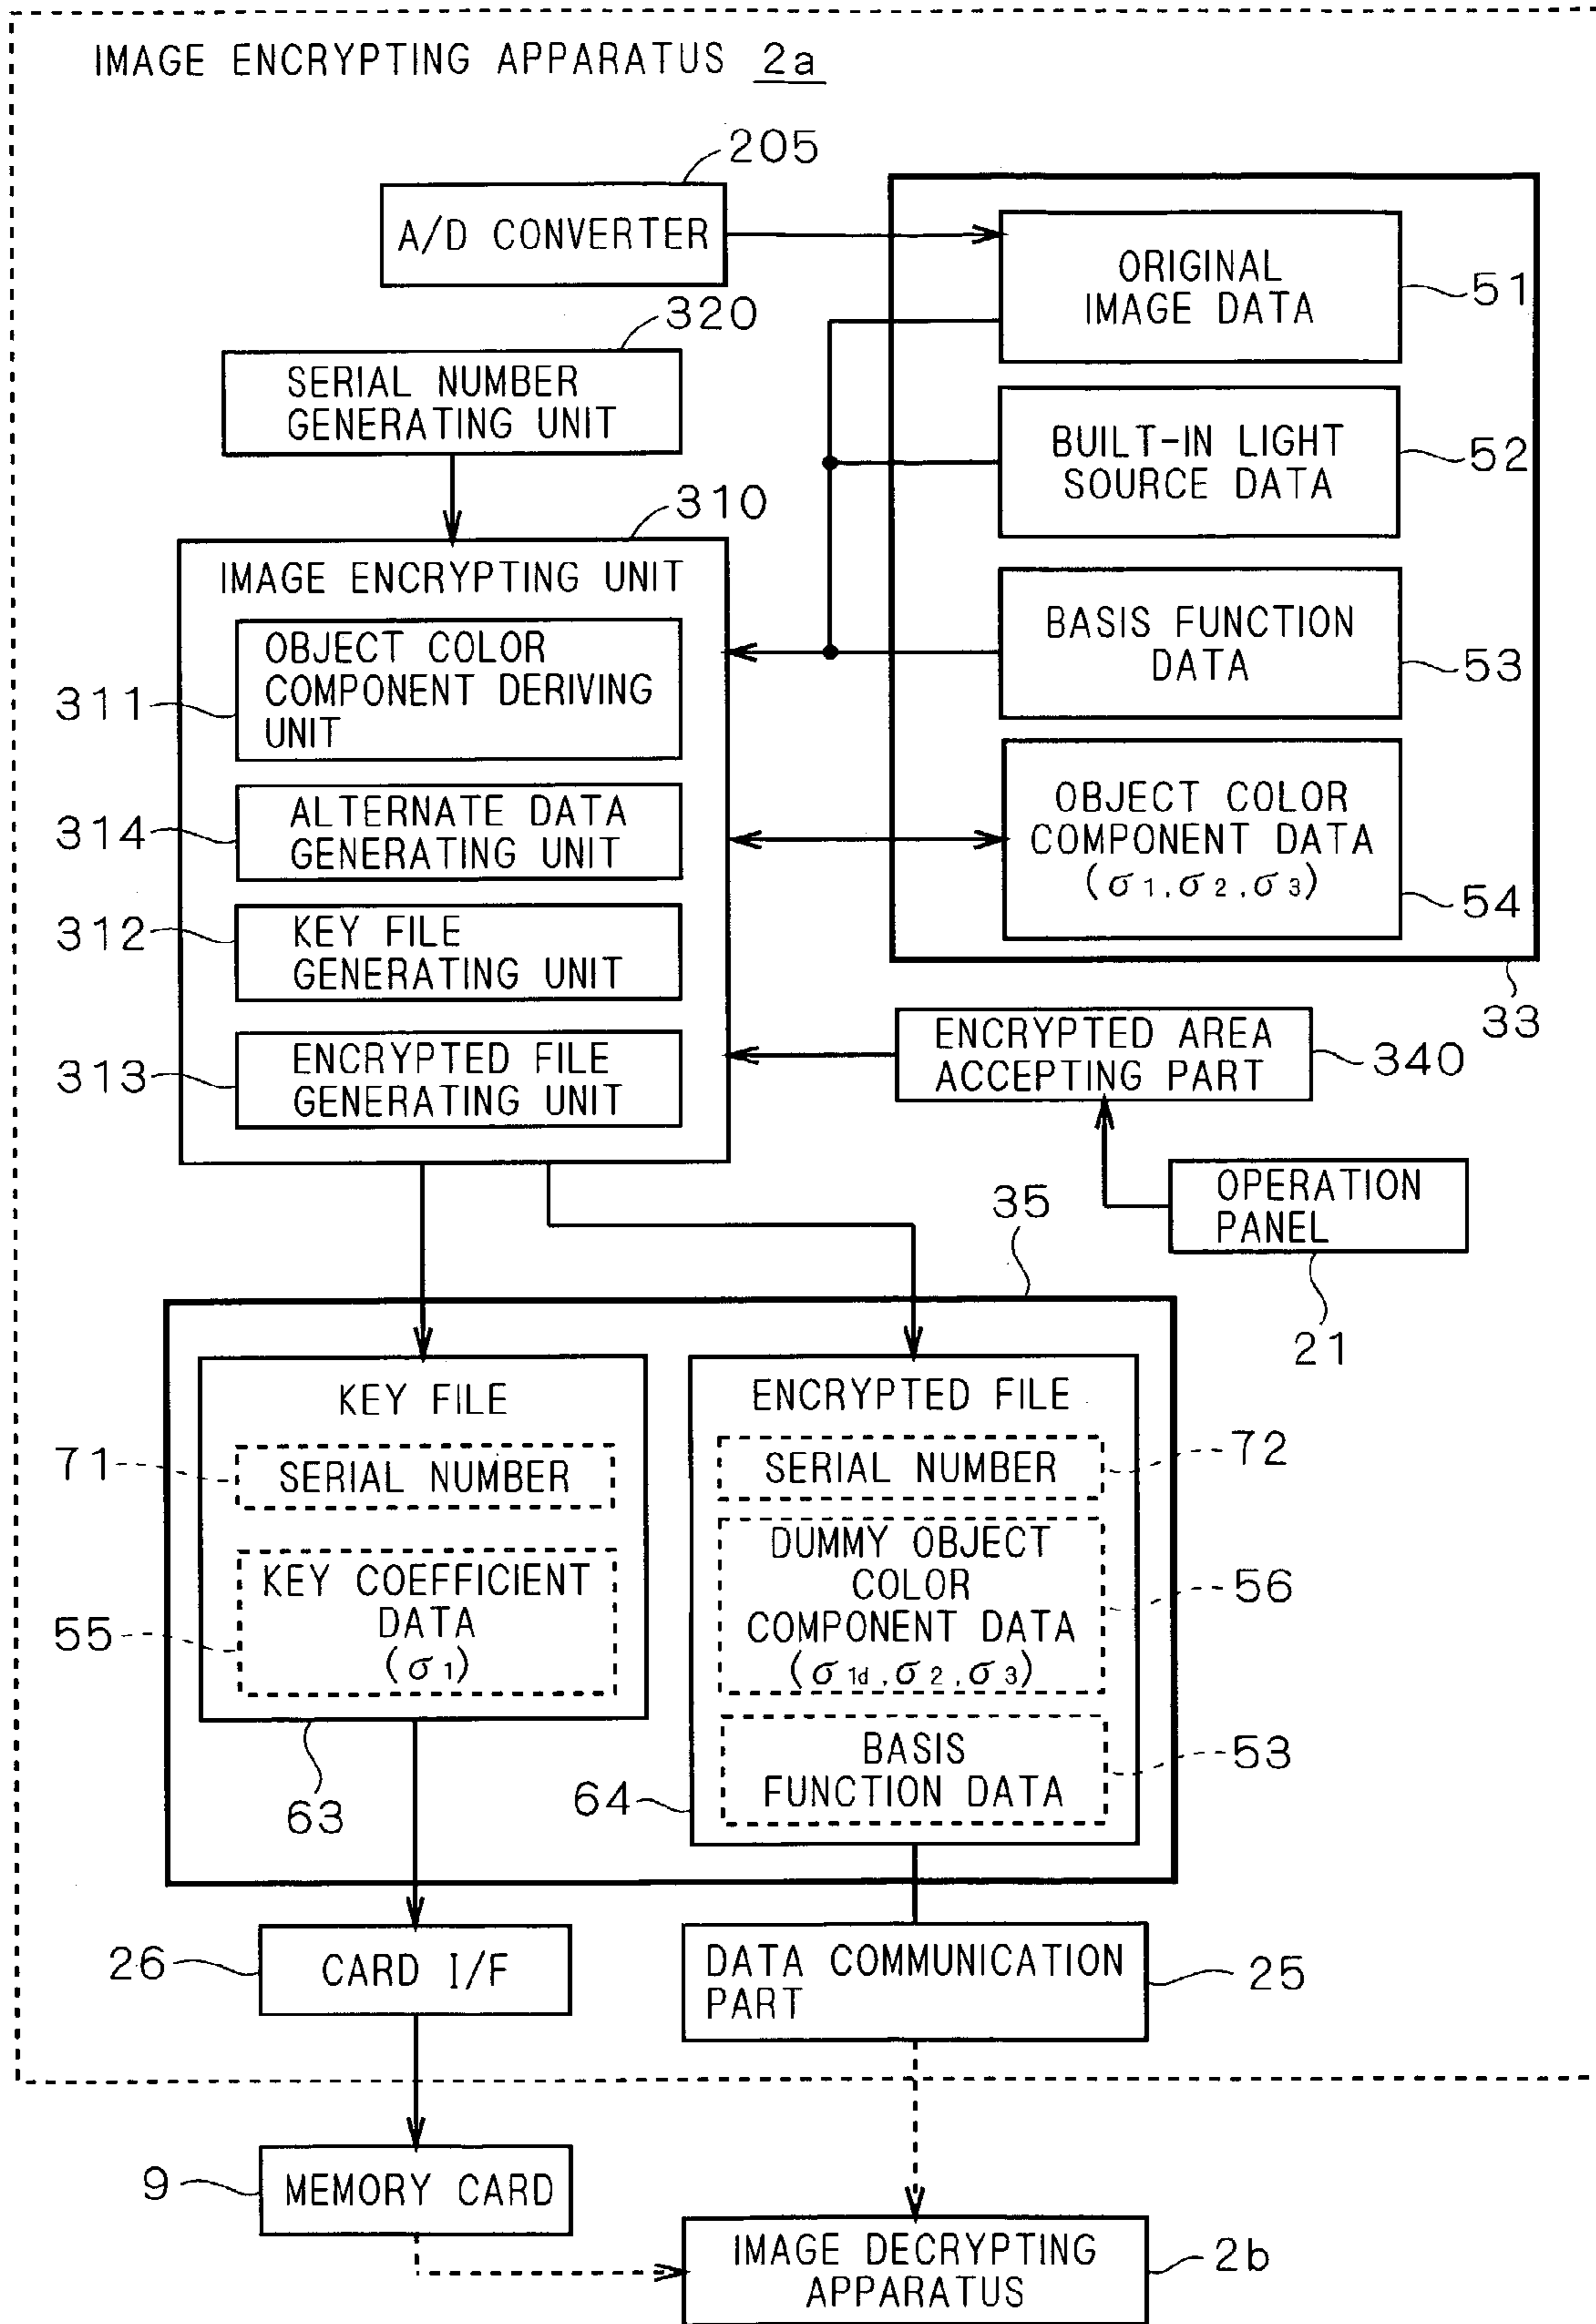 IMAGE ENCRYPTING APPARATUS 2a
205
A/D CONVERTER
ORIGINAL
IMAGE DATA
51
320
SERIAL NUMBER
GENERATING UNIT
BUILT-IN LIGHT
SOURCE DATA
52
310
IMAGE ENCRYPTING UNIT
OBJECT COLOR
COMPONENT DERIVING
UNIT
311
BASIS FUNCTION
DATA
53
ALTERNATE DATA
GENERATING UNIT
314
OBJECT COLOR
COMPONENT DATA
(σ1,σ2,σ3)
54
KEY FILE
GENERATING UNIT
312
33
ENCRYPTED FILE
GENERATING UNIT
313
ENCRYPTED AREA
ACCEPTING PART
340
OPERATION
PANEL
21
35
KEY FILE
71
SERIAL NUMBER
KEY COEFFICIENT
DATA
(σ1)
55
63
ENCRYPTED FILE
SERIAL NUMBER
72
DUMMY OBJECT
COLOR
COMPONENT DATA
(σ1d,σ2,σ3)
56
BASIS
FUNCTION DATA
53
64
26
CARD I/F
DATA COMMUNICATION
PART
25
9
MEMORY CARD
IMAGE DECRYPTING
APPARATUS
2b